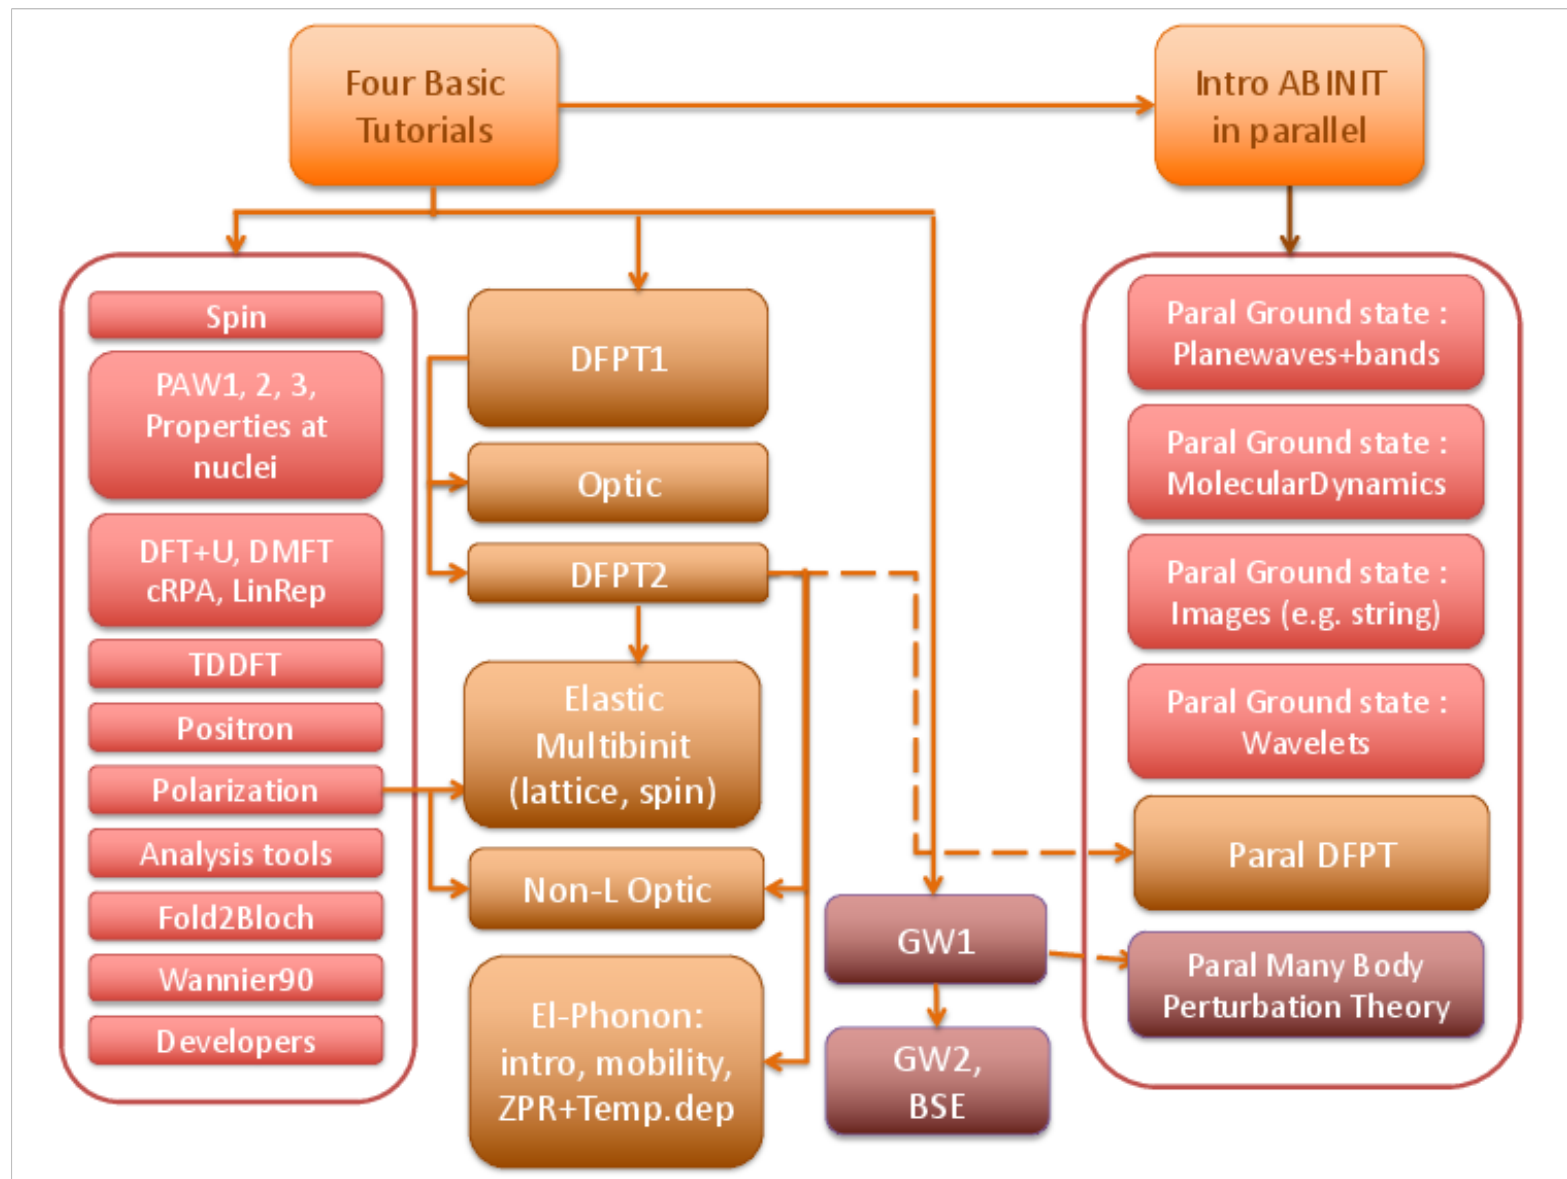 Four Basic
Tutorials
Intro ABINIT
in parallel
Spin
PAW1, 2, 3,
Properties at
nuclei
DFT+U, DMFT
cRPA, LinRep
TDDFT
Positron
Polarization
Analysis tools
Fold2Bloch
Wannier90
Developers
DFPT1
Optic
DFPT2
Elastic
Multibinit
(lattice, spin)
Non-L Optic
El-Phonon:
intro, mobility,
ZPR+Temp.dep
GW1
GW2,
BSE
Paral Ground state :
Planewaves+bands
Paral Ground state :
MolecularDynamics
Paral Ground state :
Images (e.g. string)
Paral Ground state :
Wavelets
Paral DFPT
Paral Many Body
Perturbation Theory